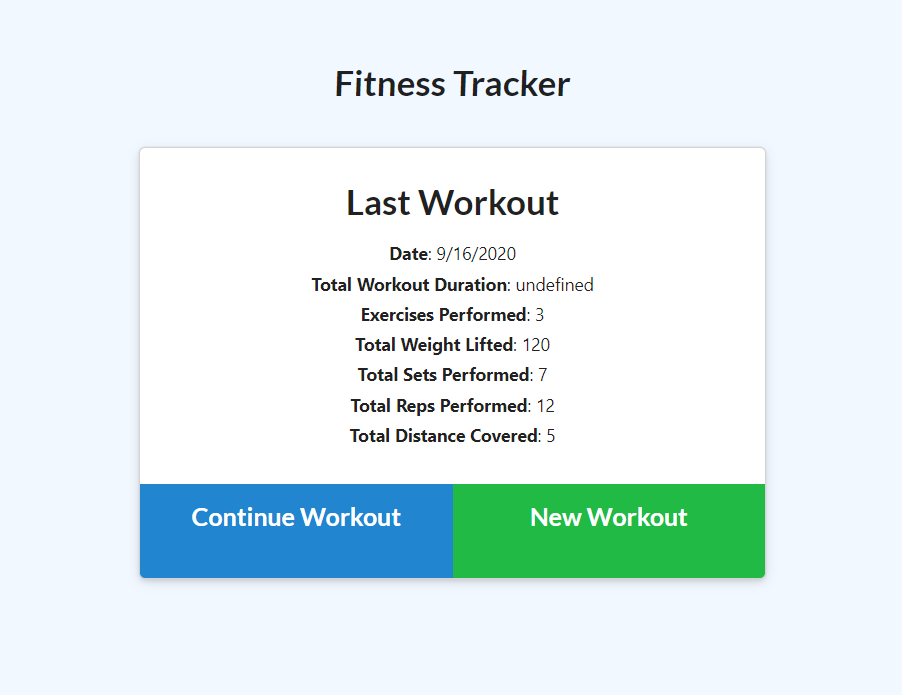 Fitness Tracker
Last Workout
Date: 9/16/2020
Total Workout Duration: undefined
Exercises Performed: 3
Total Weight Lifted: 120
Total Sets Performed: 7
Total Reps Performed: 12
Total Distance Covered: 5
Continue Workout
New Workout